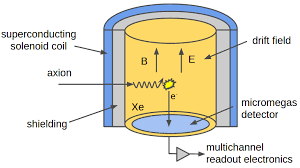 superconducting
solenoid coil
drift field
B
E
axion
e-
Xe
micromegas
detector
shielding
multichannel
readout electronics